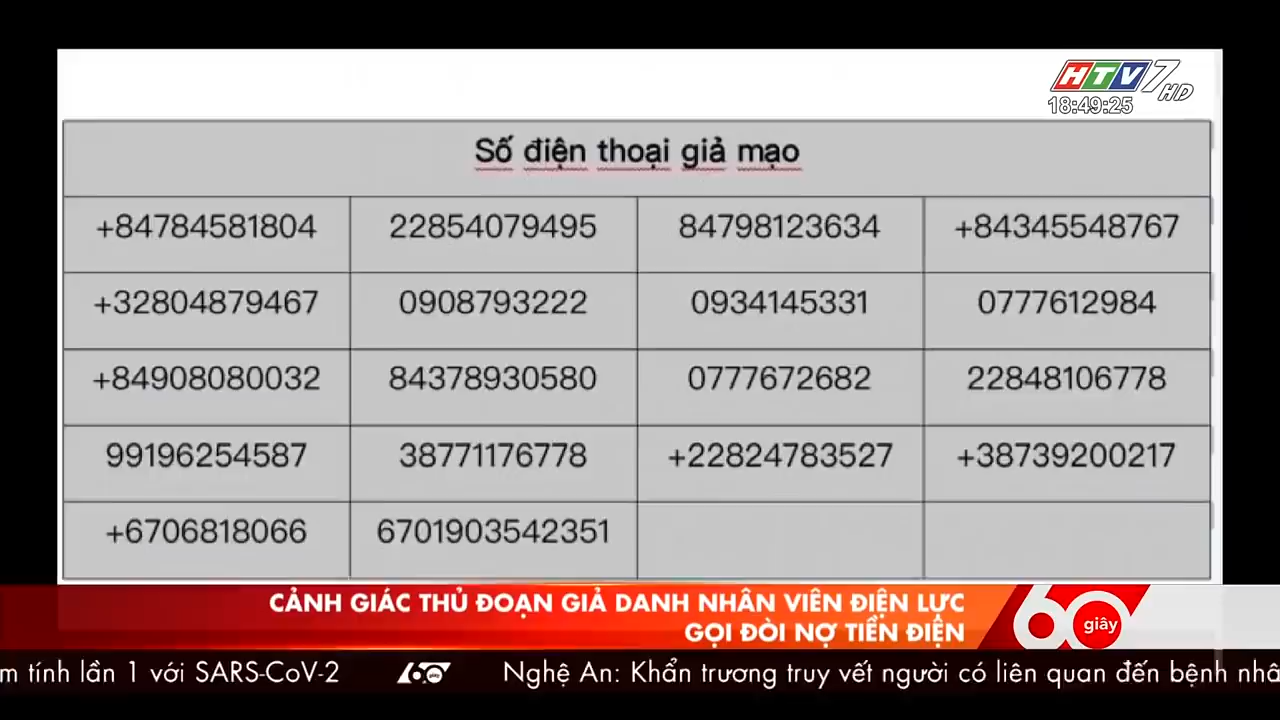 HTV7 HD
18:49:25
Số điện thoại giả mạo
+84784581804 22854079495 84798123634 +84345548767
+32804879467 0908793222 0934145331 0777612984
+84908080032 84378930580 0777672682 22848106778
99196254587 38771176778 +22824783527 +38739200217
+6706818066 6701903542351
CẢNH GIÁC THỦ ĐOẠN GIẢ DANH NHÂN VIÊN ĐIỆN LỰC
GỌI ĐÒI NỢ TIỀN ĐIỆN
60 giây
m tính lần 1 với SARS-CoV-2 60 giây Nghệ An: Khẩn trương truy vết người có liên quan đến bệnh nhâ